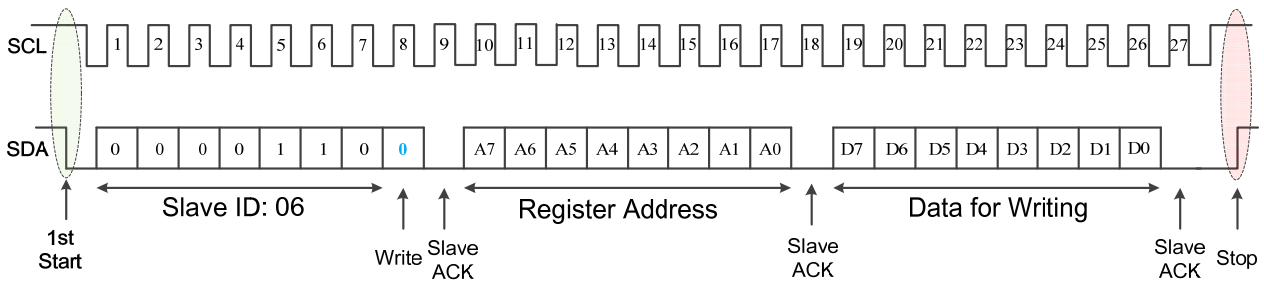 SCL 1 2 3 4 5 6 7 8 9 10 11 12 13 14 15 16 17 18 19 20 21 22 23 24 25 26 27
SDA 0 0 0 0 1 1 0 0 A7 A6 A5 A4 A3 A2 A1 A0 D7 D6 D5 D4 D3 D2 D1 D0
Slave ID: 06 Register Address Data for Writing
1st
Start
Write
Slave
ACK
Slave
ACK
Slave
ACK
Stop